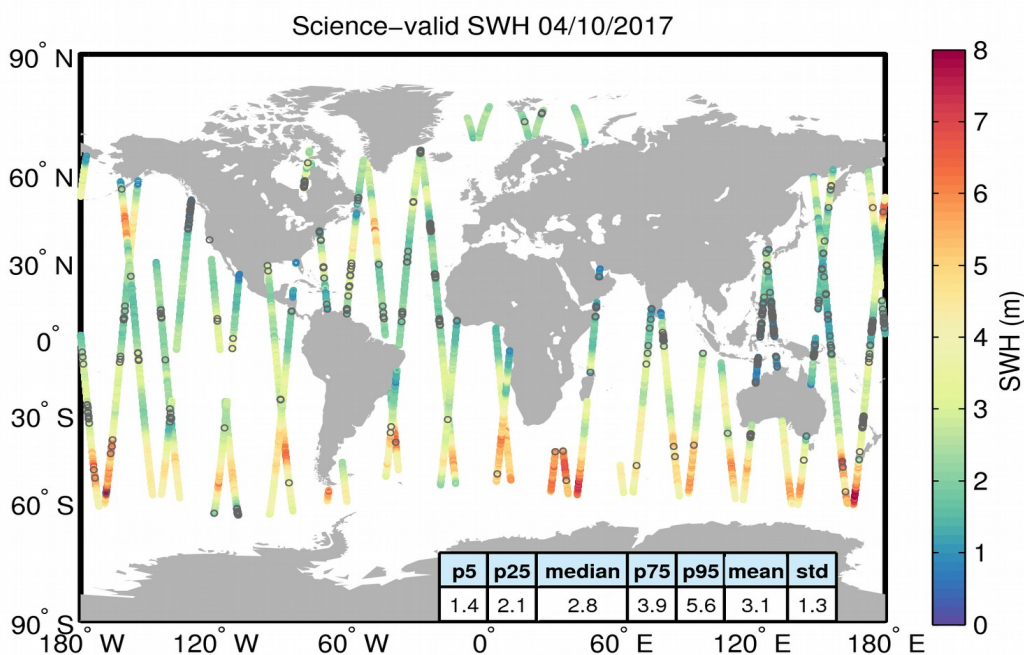 Science–valid SWH 04/10/2017
90° N
60° N
30° N
0°
30° S
60° S
90° S
180° W
120° W
60° W
0°
60° E
120° E
180° E
p5 p25 median p75 p95 mean std
1.4 2.1 2.8 3.9 5.6 3.1 1.3
8
7
6
5
4
3
2
1
0
SWH (m)